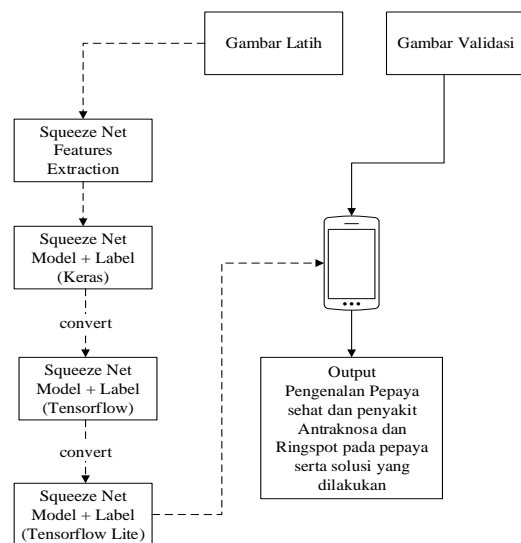 Gambar Latih
Gambar Validasi
Squeeze Net
Features
Extraction
Squeeze Net
Model + Label
(Keras)
convert
Squeeze Net
Model + Label
(Tensorflow)
convert
Squeeze Net
Model + Label
(Tensorflow Lite)
Output
Pengenalan Pepaya
sehat dan penyakit
Antraknosa dan
Ringspot pada pepaya
serta solusi yang
dilakukan